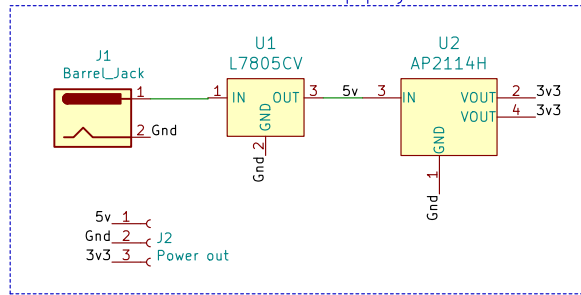 J1
Barrel_Jack
1
2 Gnd
U1
L7805CV
1 IN OUT 3
GND
2
Gnd
5v
U2
AP2114H
3 IN VOUT 2 3v3
VOUT 4 3v3
GND
1
Gnd
5v 1
Gnd 2 J2
3v3 3 Power out